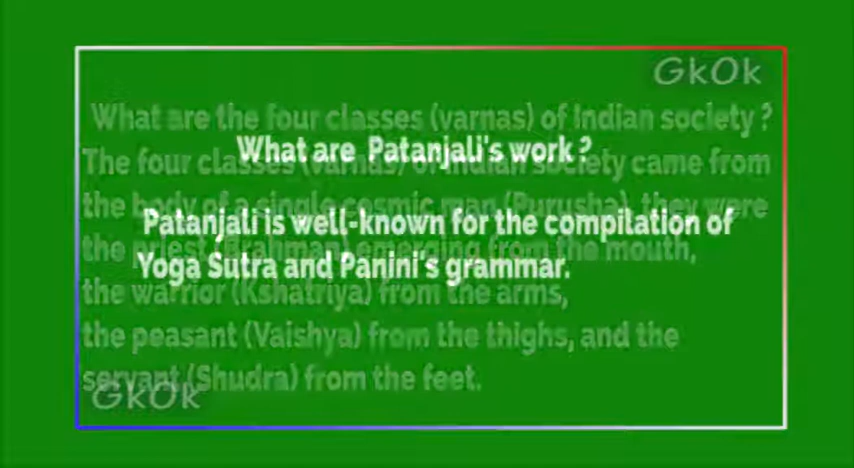 GkOk
What are the four classes (varnas) of Indian society ?
What are Patanjali's work ?
The four classes (varnas) of Indian society came from
the body of a single cosmic man (Purusha), they were
Patanjali is well-known for the compilation of
the priest (Brahman) emerging from the mouth,
Yoga Sutra and Panini's grammar.
the warrior (Kshatriya) from the arms,
the peasant (Vaishya) from the thighs, and the
servant (Shudra) from the feet.
GkOk